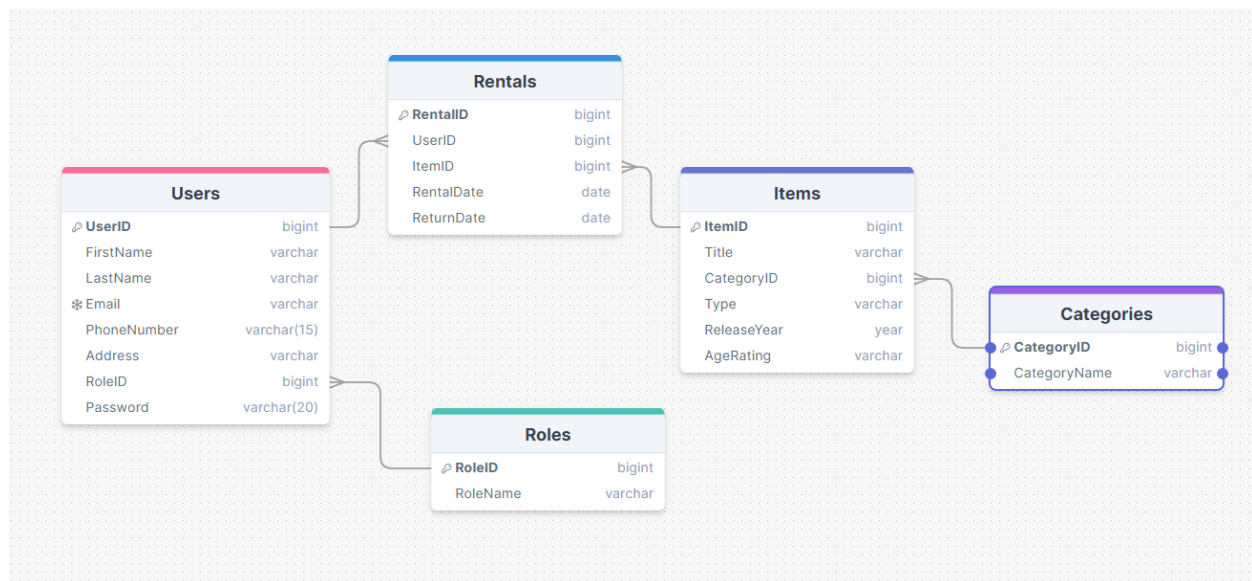 Rentals
RentalID bigint
UserID bigint
ItemID bigint
RentalDate date
ReturnDate date
Users
UserID bigint
FirstName varchar
LastName varchar
Email varchar
PhoneNumber varchar(15)
Address varchar
RoleID bigint
Password varchar(20)
Items
ItemID bigint
Title varchar
CategoryID bigint
Type varchar
ReleaseYear year
AgeRating varchar
Categories
CategoryID bigint
CategoryName varchar
Roles
RoleID bigint
RoleName varchar